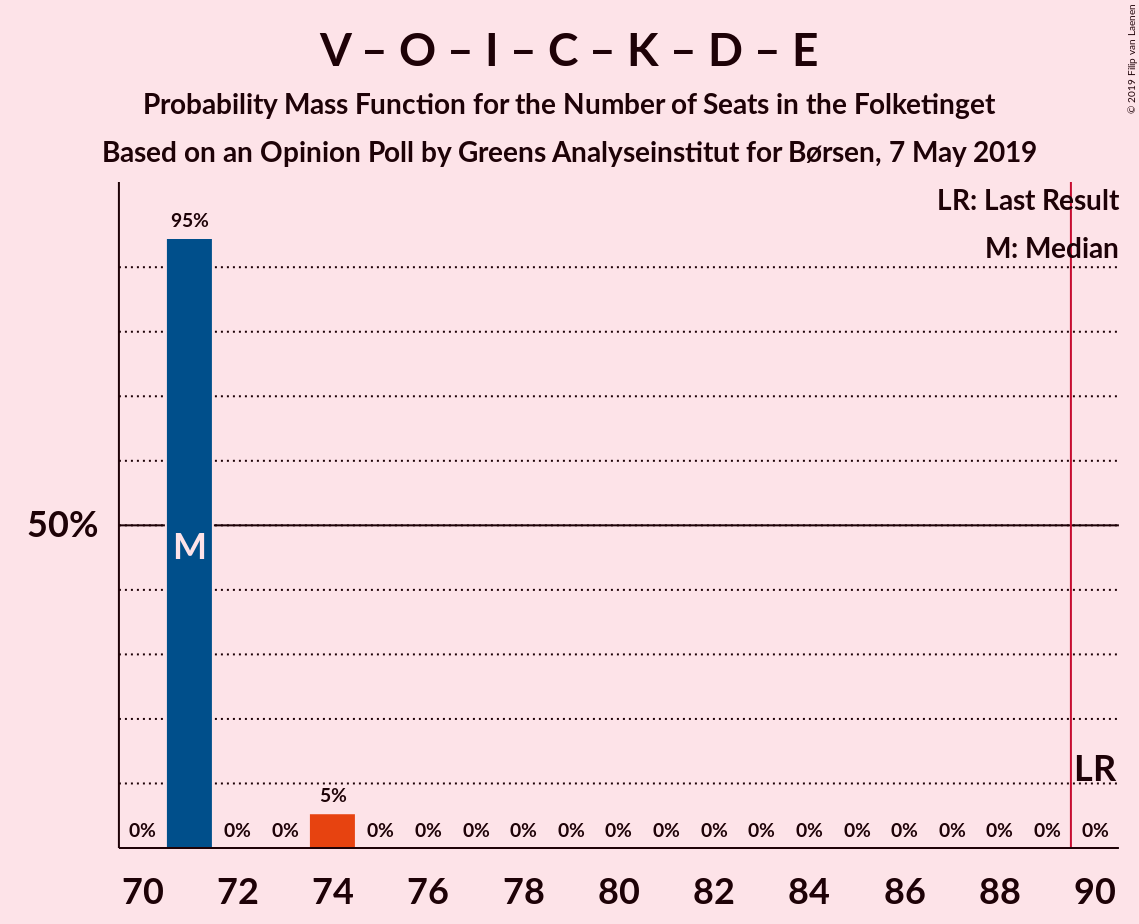 V – O – I – C – K – D – E
Probability Mass Function for the Number of Seats in the Folketinget
Based on an Opinion Poll by Greens Analyseinstitut for Børsen, 7 May 2019
© 2019 Filip van Laenen
LR: Last Result
M: Median
95%
50%
M
LR
5%
0% 0% 0% 0% 0% 0% 0% 0% 0% 0% 0% 0% 0% 0% 0% 0% 0% 0% 0%
70 72 74 76 78 80 82 84 86 88 90